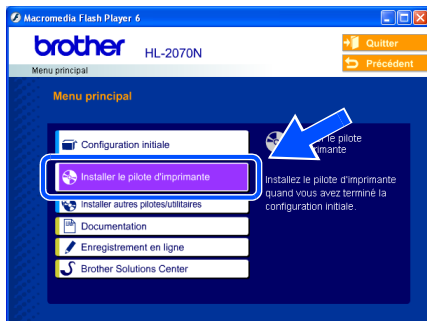 Macromedia Flash Player 6
brother HL-2070N
Quitter
Précédent
Menu principal
Menu principal
Configuration initiale
Installer le pilote d'imprimante
Installer autres pilotes/utilitaires
Documentation
Enregistrement en ligne
Brother Solutions Center
le pilote
Installez le pilote d'imprimante
quand vous avez terminé la
configuration initiale.